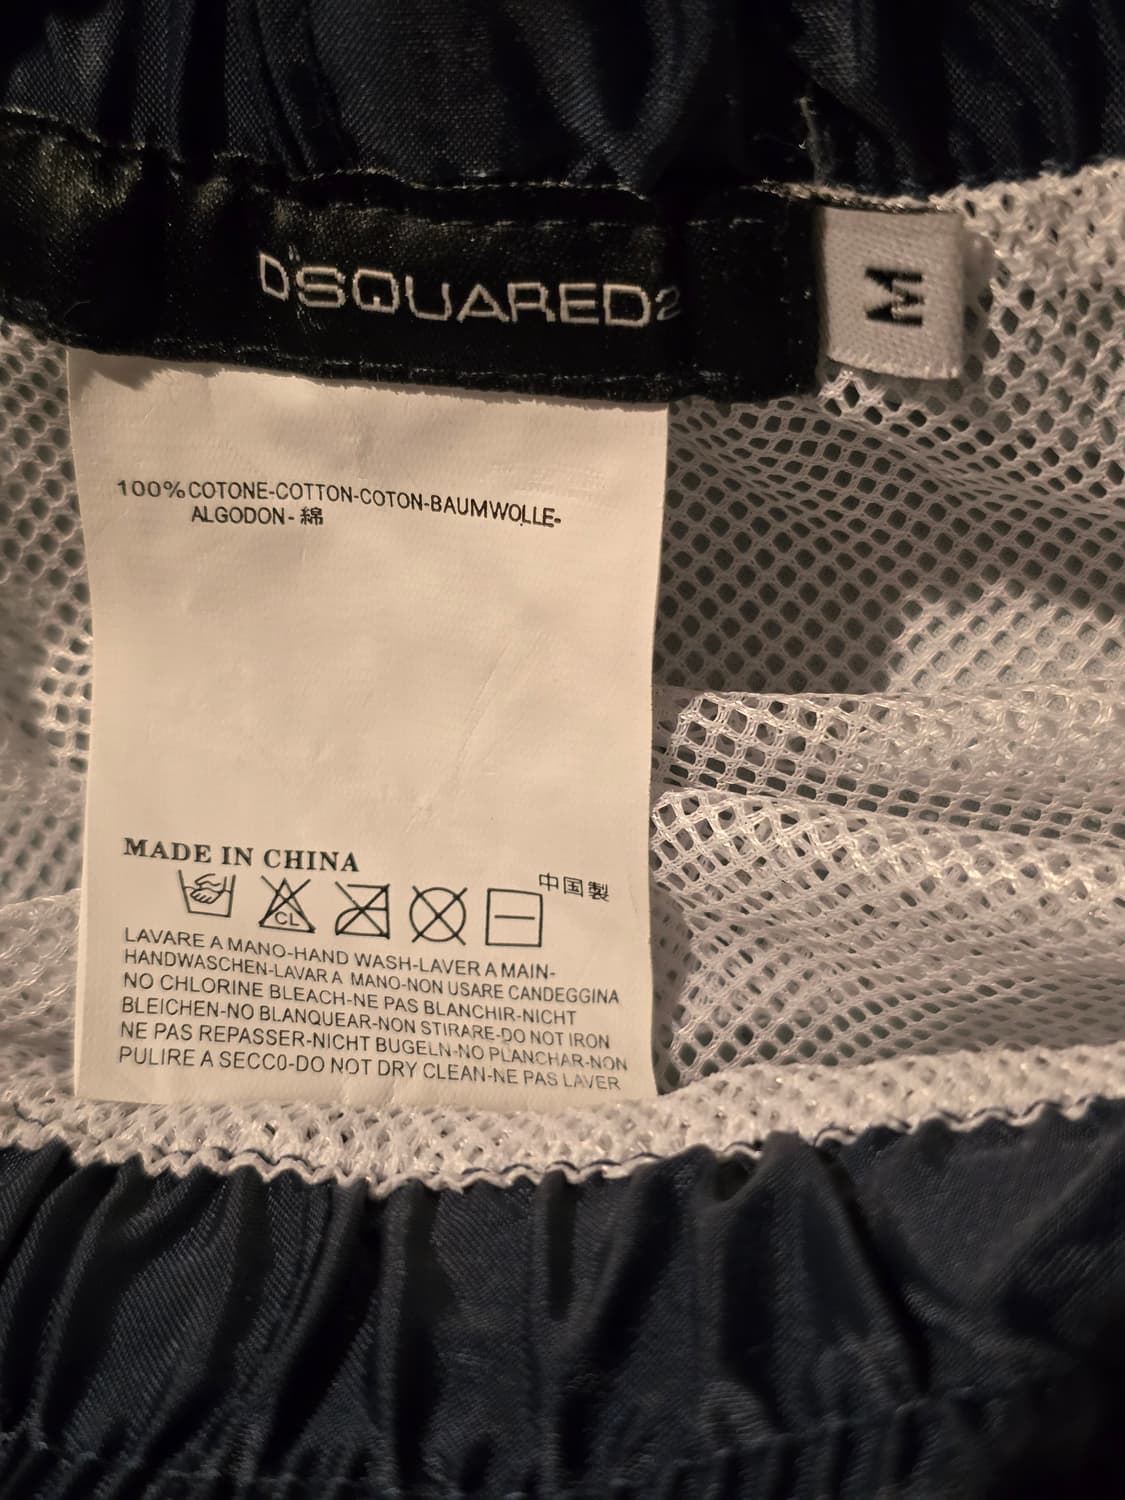 DSQUARED2
M
100%COTONE-COTTON-COTON-BAUMWOLLE-
ALGODON-綿
MADE IN CHINA
中国製
CL
LAVARE A MANO-HAND WASH-LAVER A MAIN-
HANDWASCHEN-LAVAR A MANO-NON USARE CANDEGGINA
NO CHLORINE BLEACH-NE PAS BLANCHIR-NICHT
BLEICHEN-NO BLANQUEAR-NON STIRARE-DO NOT IRON
NE PAS REPASSER-NICHT BUGELN-NO PLANCHAR-NON
PULIRE A SECC0-DO NOT DRY CLEAN-NE PAS LAVER